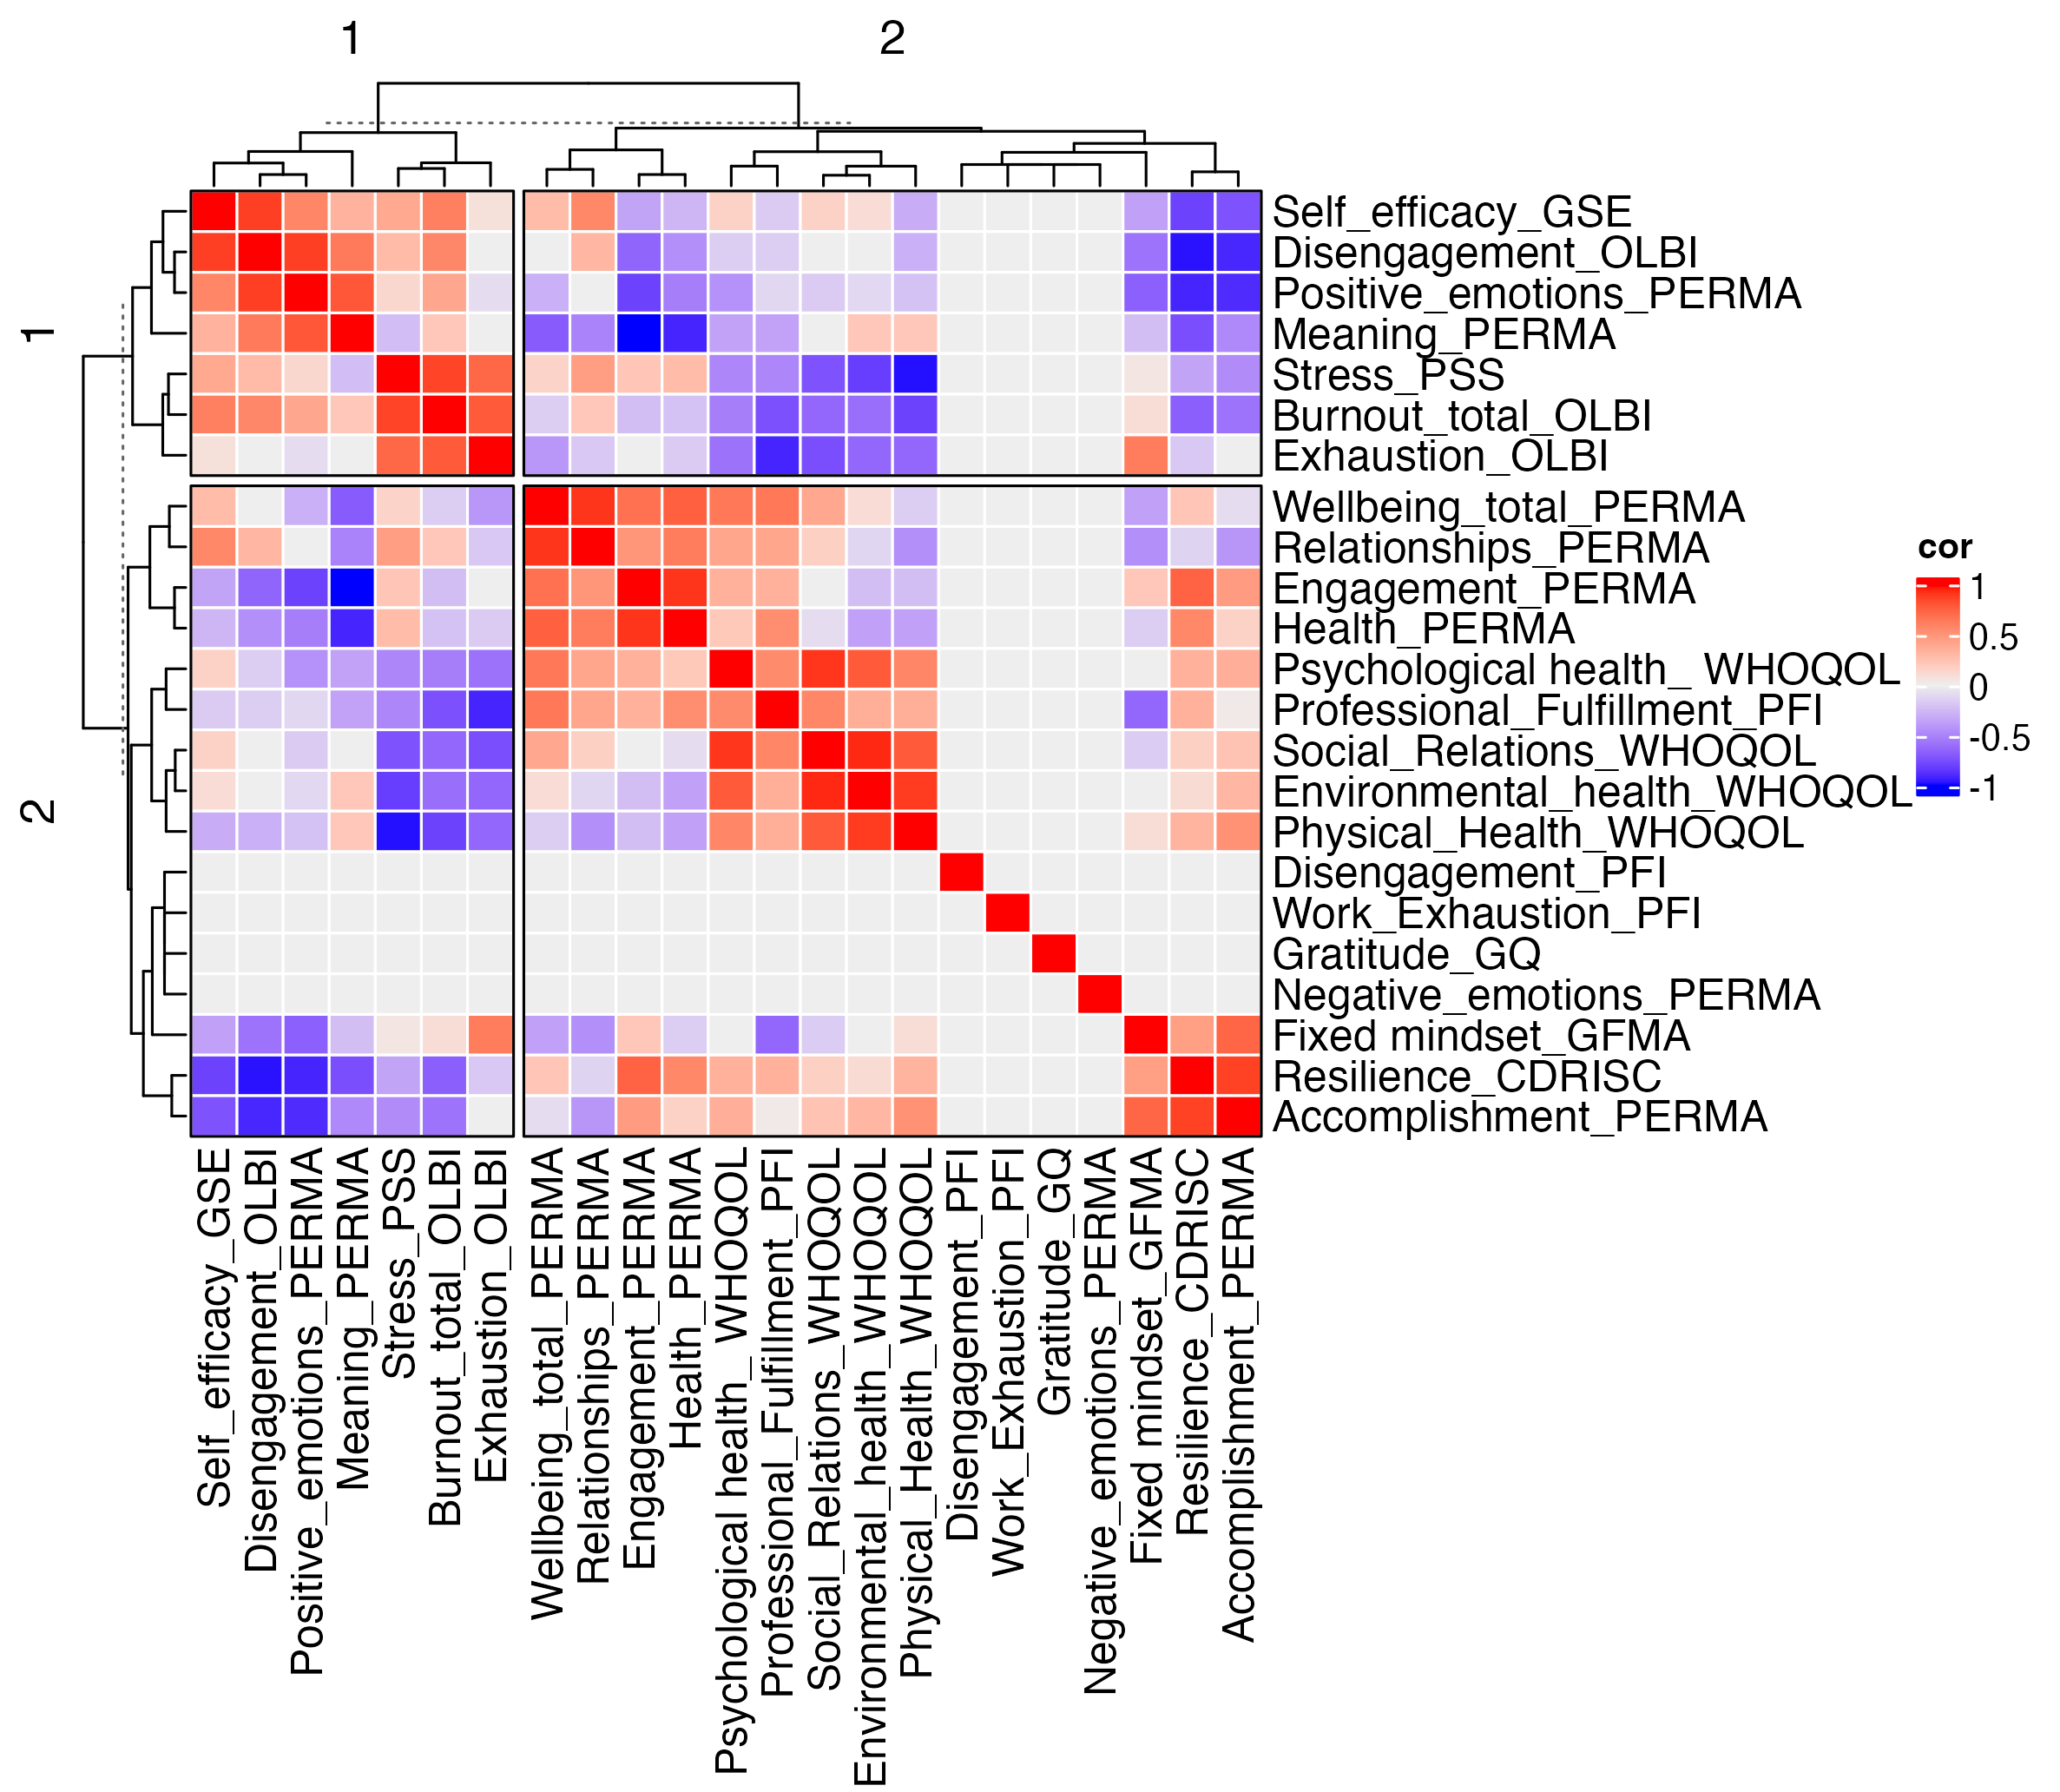 1
2
1
2
Self_efficacy_GSE
Disengagement_OLBI
Positive_emotions_PERMA
Meaning_PERMA
Stress_PSS
Burnout_total_OLBI
Exhaustion_OLBI
Wellbeing_total_PERMA
Relationships_PERMA
Engagement_PERMA
Health_PERMA
Psychological health_ WHOQOL
Professional_Fulfillment_PFI
Social_Relations_WHOQOL
Environmental_health_WHOQOL
Physical_Health_WHOQOL
Disengagement_PFI
Work_Exhaustion_PFI
Gratitude_GQ
Negative_emotions_PERMA
Fixed mindset_GFMA
Resilience_CDRISC
Accomplishment_PERMA
cor
1
0.5
0
-0.5
-1
Self_efficacy_GSE
Disengagement_OLBI
Positive_emotions_PERMA
Meaning_PERMA
Stress_PSS
Burnout_total_OLBI
Exhaustion_OLBI
Wellbeing_total_PERMA
Relationships_PERMA
Engagement_PERMA
Health_PERMA
Psychological health_ WHOQOL
Professional_Fulfillment_PFI
Social_Relations_WHOQOL
Environmental_health_WHOQOL
Physical_Health_WHOQOL
Disengagement_PFI
Work_Exhaustion_PFI
Gratitude_GQ
Negative_emotions_PERMA
Fixed mindset_GFMA
Resilience_CDRISC
Accomplishment_PERMA